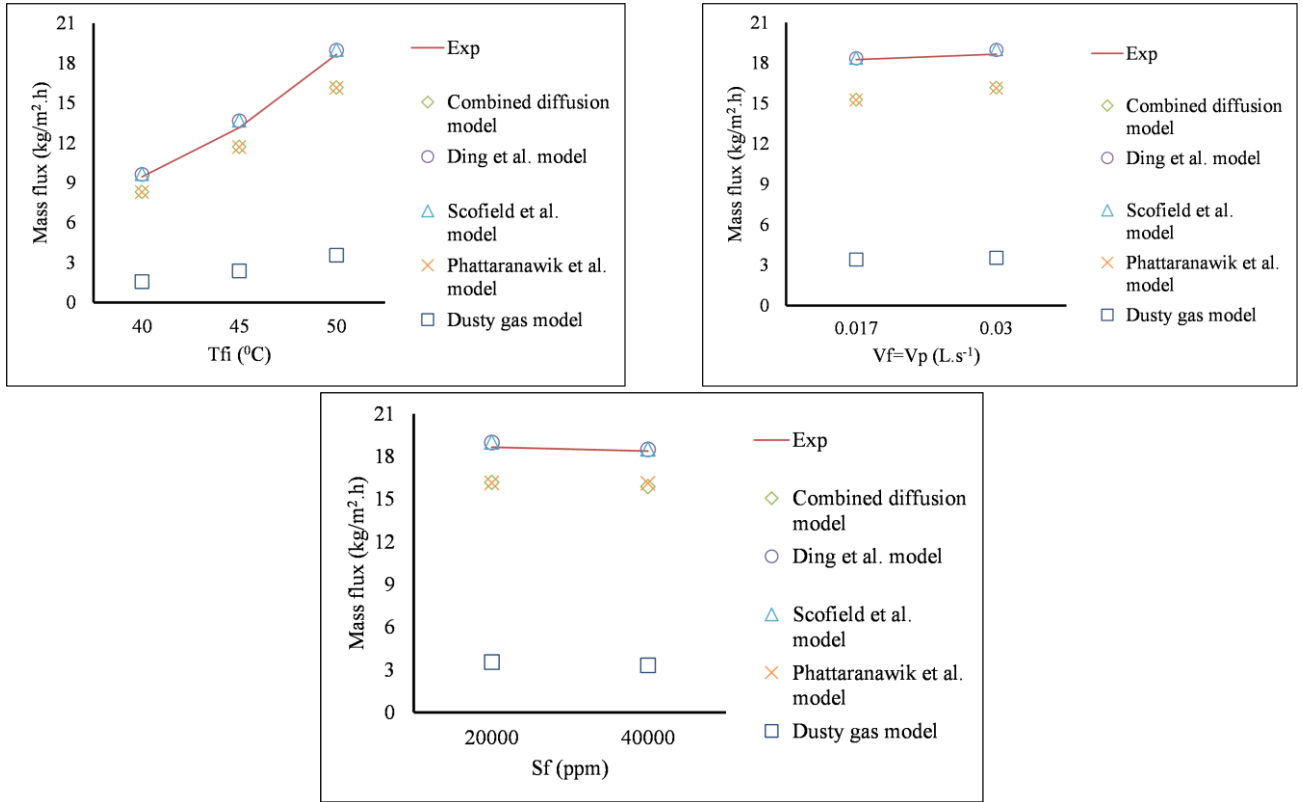 21
18
15
12
9
6
3
0
Mass flux (kg/m².h)
40
45
50
Tfi (⁰C)
Exp
Combined diffusion
model
Ding et al. model
Scofield et al.
model
Phattaranawik et al.
model
Dusty gas model
21
18
15
12
9
6
3
0
Mass flux (kg/m².h)
0.017
0.03
Vf=Vp (L.s⁻¹)
Exp
Combined diffusion
model
Ding et al. model
Scofield et al.
model
Phattaranawik et al.
model
Dusty gas model
21
18
15
12
9
6
3
0
Mass flux (kg/m².h)
20000
40000
Sf (ppm)
Exp
Combined diffusion
model
Ding et al. model
Scofield et al.
model
Phattaranawik et al.
model
Dusty gas model